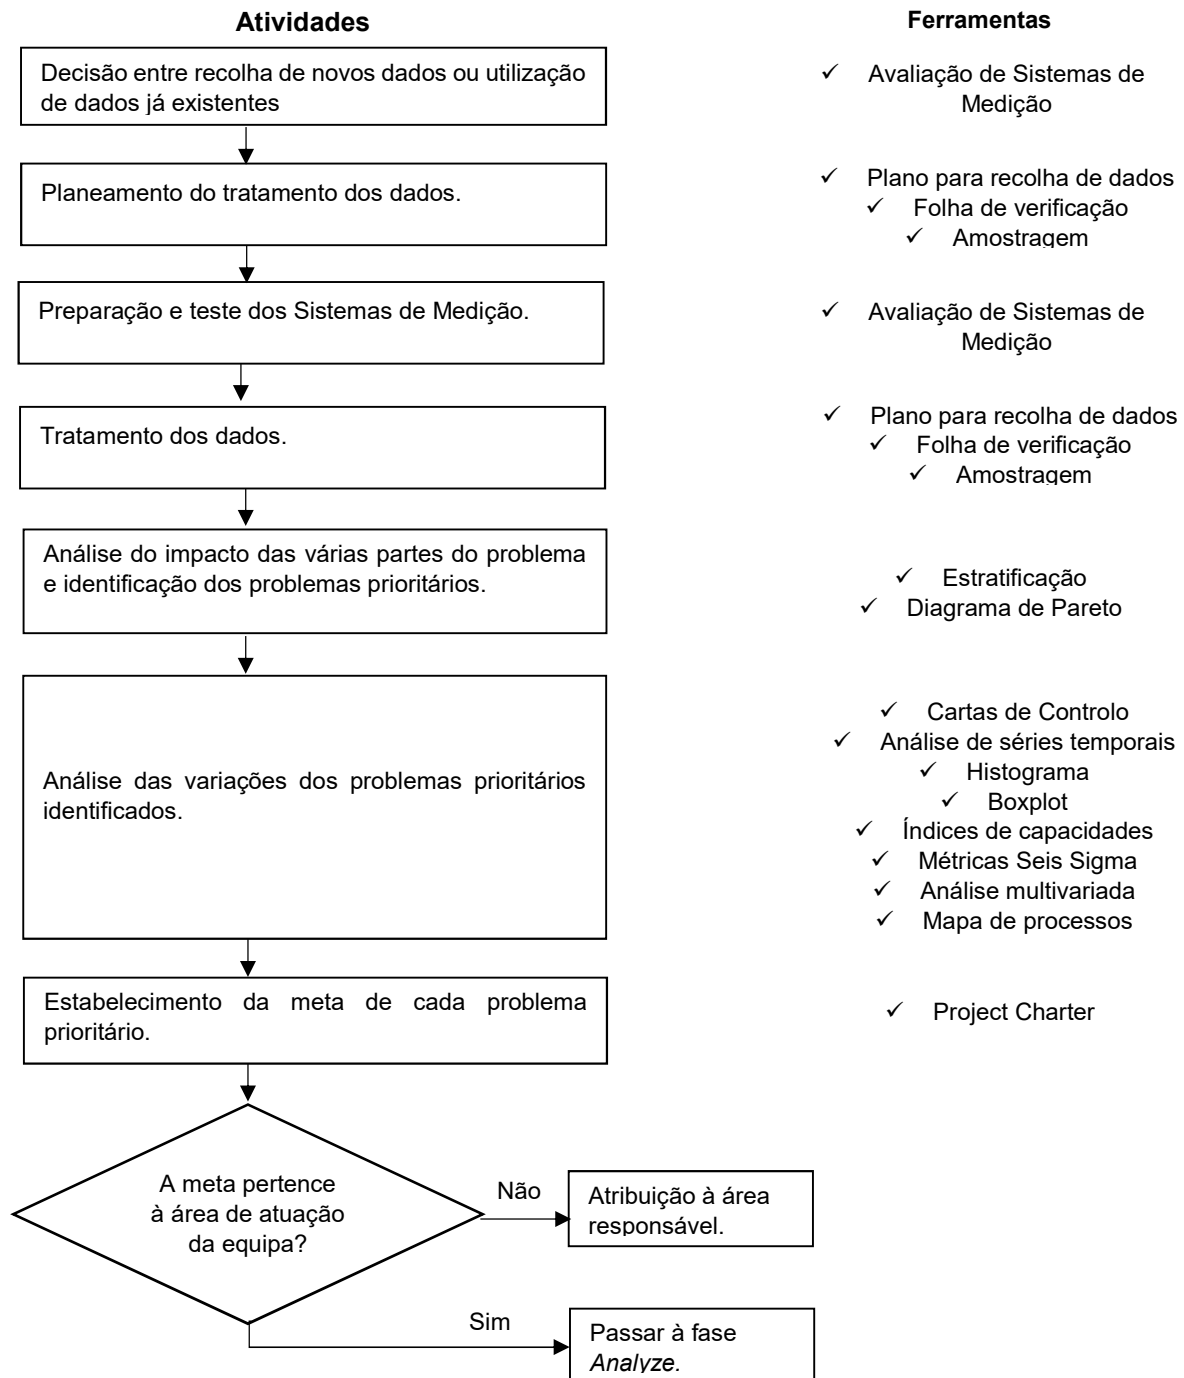 Atividades
Ferramentas
Decisão entre recolha de novos dados ou utilização
de dados já existentes
✓ Avaliação de Sistemas de
Medição
Planeamento do tratamento dos dados.
✓ Plano para recolha de dados
✓ Folha de verificação
✓ Amostragem
Preparação e teste dos Sistemas de Medição.
✓ Avaliação de Sistemas de
Medição
Tratamento dos dados.
✓ Plano para recolha de dados
✓ Folha de verificação
✓ Amostragem
Análise do impacto das várias partes do problema
e identificação dos problemas prioritários.
✓ Estratificação
✓ Diagrama de Pareto
Análise das variações dos problemas prioritários
identificados.
✓ Cartas de Controlo
✓ Análise de séries temporais
✓ Histograma
✓ Boxplot
✓ Índices de capacidades
✓ Métricas Seis Sigma
✓ Análise multivariada
✓ Mapa de processos
Estabelecimento da meta de cada problema
prioritário.
✓ Project Charter
A meta pertence
à área de atuação
da equipa?
Não
Atribuição à área
responsável.
Sim
Passar à fase
Analyze.